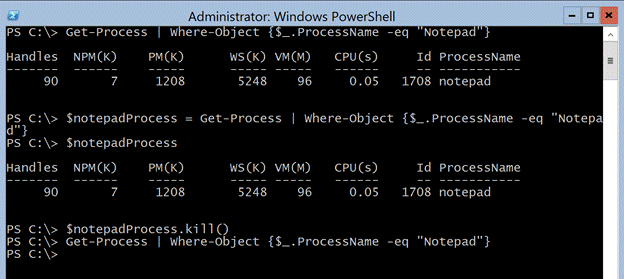 Administrator: Windows PowerShell
PS C:\> Get-Process | Where-Object {$_.ProcessName -eq "Notepad"}
Handles  NPM(K)    PM(K)      WS(K) VM(M)   CPU(s)     Id ProcessName
-------  ------    -----      ----- -----   ------     -- -----------
     90       7     1208       5248    96     0.05   1708 notepad
PS C:\> $notepadProcess = Get-Process | Where-Object {$_.ProcessName -eq "Notepa
d"}
PS C:\> $notepadProcess
Handles  NPM(K)    PM(K)      WS(K) VM(M)   CPU(s)     Id ProcessName
-------  ------    -----      ----- -----   ------     -- -----------
     90       7     1208       5248    96     0.05   1708 notepad
PS C:\> $notepadProcess.kill()
PS C:\> Get-Process | Where-Object {$_.ProcessName -eq "Notepad"}
PS C:\>